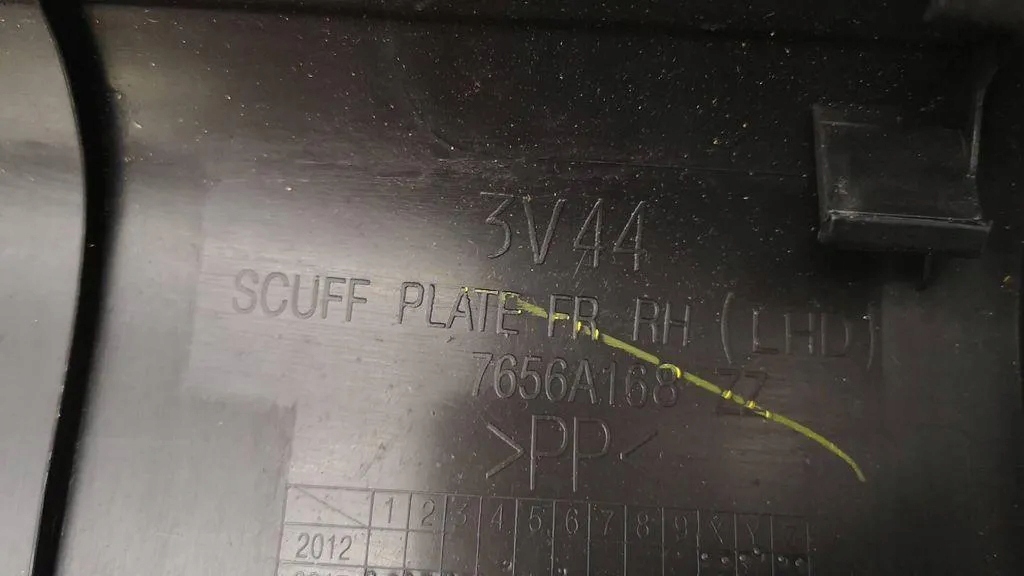 3V44
SCUFF PLATE FR RH (LHD)
7656A168 ZZ
>PP<
1 2 3 4 5 6 7 8 9 X Y Z
2012